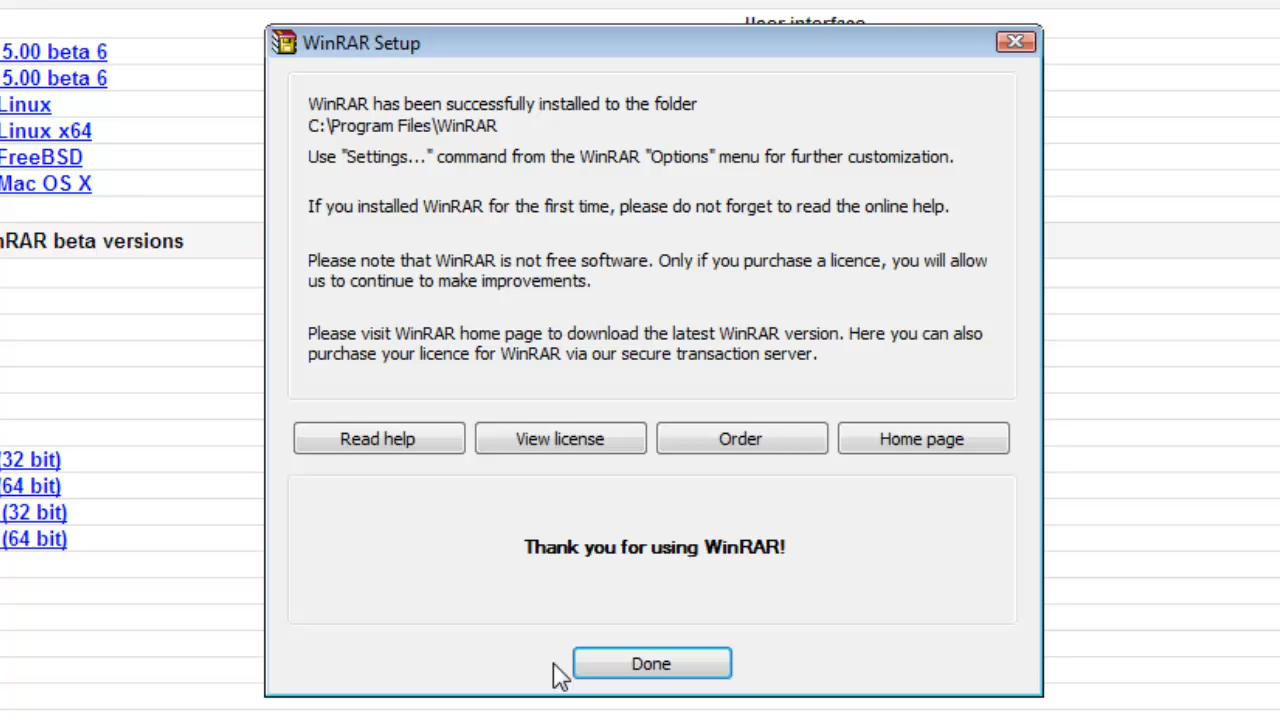 User interface
WinRAR Setup
5.00 beta 6
5.00 beta 6
Linux
Linux x64
FreeBSD
Mac OS X
nRAR beta versions
(32 bit)
(64 bit)
(32 bit)
(64 bit)
WinRAR has been successfully installed to the folder
C:\Program Files\WinRAR
Use "Settings..." command from the WinRAR "Options" menu for further customization.
If you installed WinRAR for the first time, please do not forget to read the online help.
Please note that WinRAR is not free software. Only if you purchase a licence, you will allow
us to continue to make improvements.
Please visit WinRAR home page to download the latest WinRAR version. Here you can also
purchase your licence for WinRAR via our secure transaction server.
Read help
View license
Order
Home page
Thank you for using WinRAR!
Done